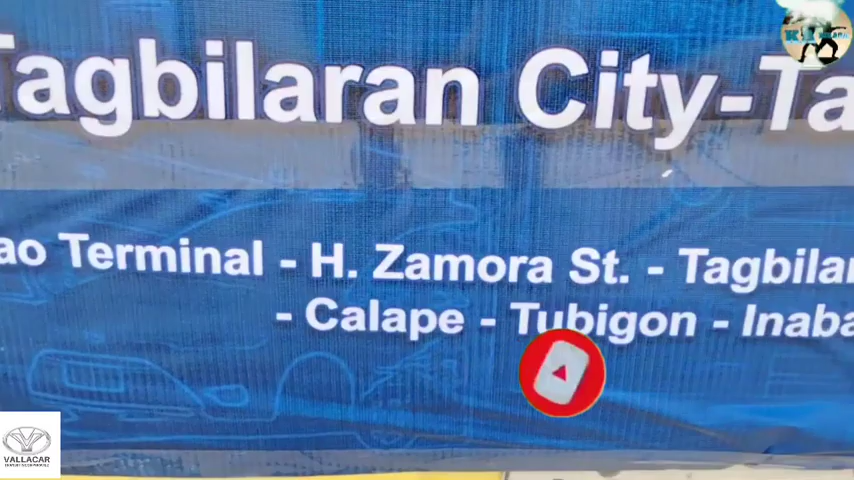 Tagbilaran City-Ta
ao Terminal - H. Zamora St. - Tagbilar
- Calape - Tubigon - Inaba
VALLACAR